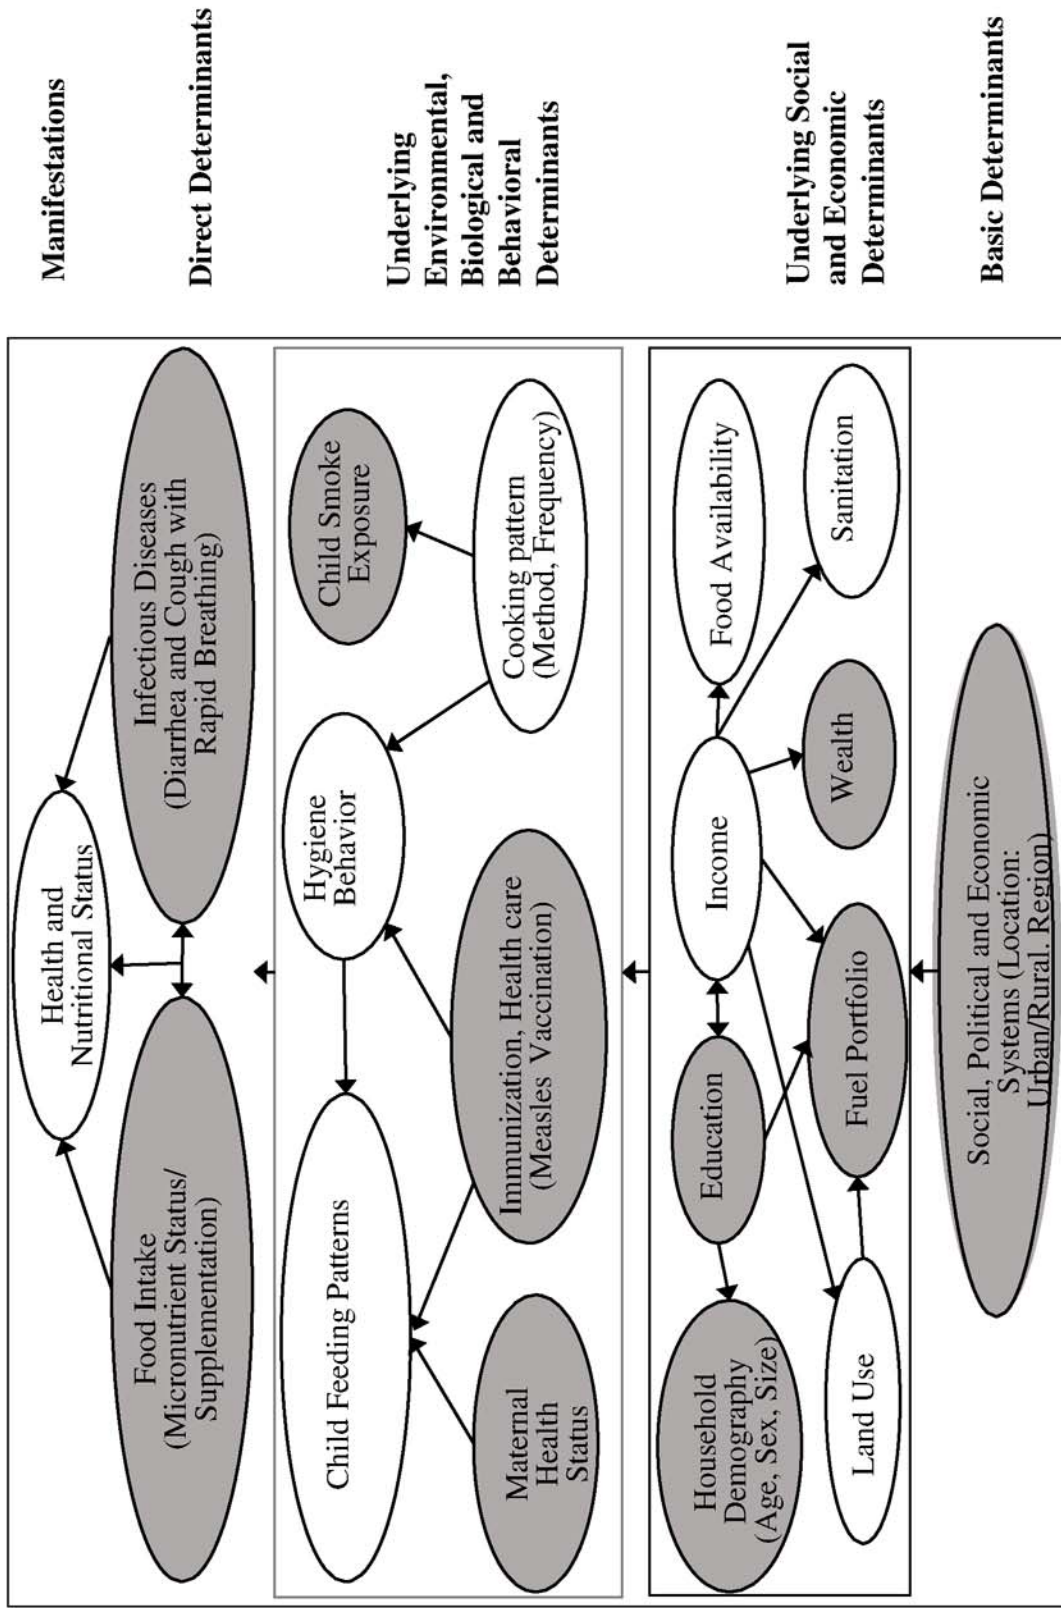 Manifestations
Health and
Nutritional Status
Direct Determinants
Food Intake
(Micronutrient Status/
Supplementation)
Infectious Diseases
(Diarrhea and Cough with
Rapid Breathing)
Underlying
Environmental,
Biological and
Behavioral
Determinants
Child Feeding Patterns
Hygiene
Behavior
Child Smoke
Exposure
Maternal
Health
Status
Immunization, Health care
(Measles Vaccination)
Cooking pattern
(Method, Frequency)
Underlying Social
and Economic
Determinants
Household
Demography
(Age, Sex, Size)
Education
Income
Food Availability
Land Use
Fuel Portfolio
Wealth
Sanitation
Basic Determinants
Social, Political and Economic
Systems (Location:
Urban/Rural. Region)